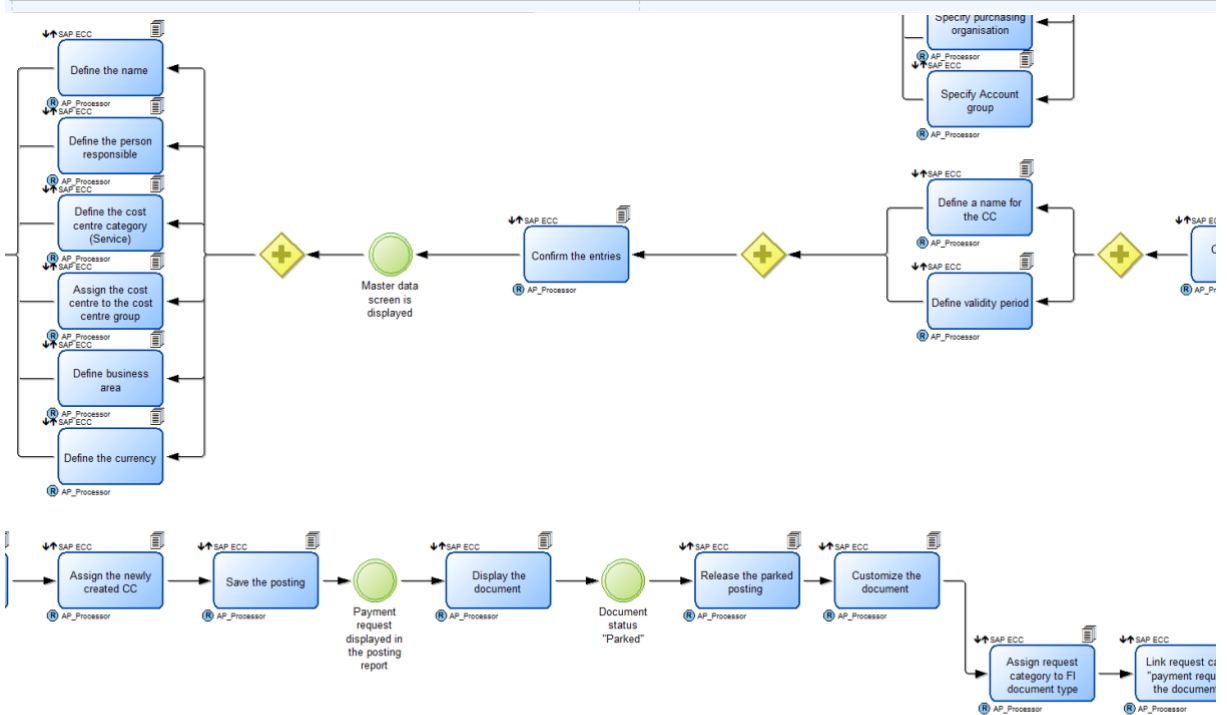 SAP ECC
Define the name
R AP_Processor
SAP ECC
Define the person
responsible
R AP_Processor
SAP ECC
Define the cost
centre category
(Service)
R AP_Processor
SAP ECC
Assign the cost
centre to the cost
centre group
R AP_Processor
SAP ECC
Define business
area
R AP_Processor
SAP ECC
Define the currency
R AP_Processor
Master data
screen is
displayed
SAP ECC
Confirm the entries
R AP_Processor
Specify purchasing
organisation
R AP_Processor
SAP ECC
Specify Account
group
R AP_Processor
SAP ECC
Define a name for
the CC
R AP_Processor
SAP ECC
Define validity period
R AP_Processor
SAP EC
C
R AP_Pr
SAP ECC
Assign the newly
created CC
R AP_Processor
SAP ECC
Save the posting
R AP_Processor
Payment
request
displayed in
the posting
report
SAP ECC
Display the
document
R AP_Processor
Document
status
"Parked"
SAP ECC
Release the parked
posting
R AP_Processor
SAP ECC
Customize the
document
R AP_Processor
SAP ECC
Assign request
category to FI
document type
R AP_Processor
SAP ECC
Link request ca
"payment requ
the document
R AP_Processor